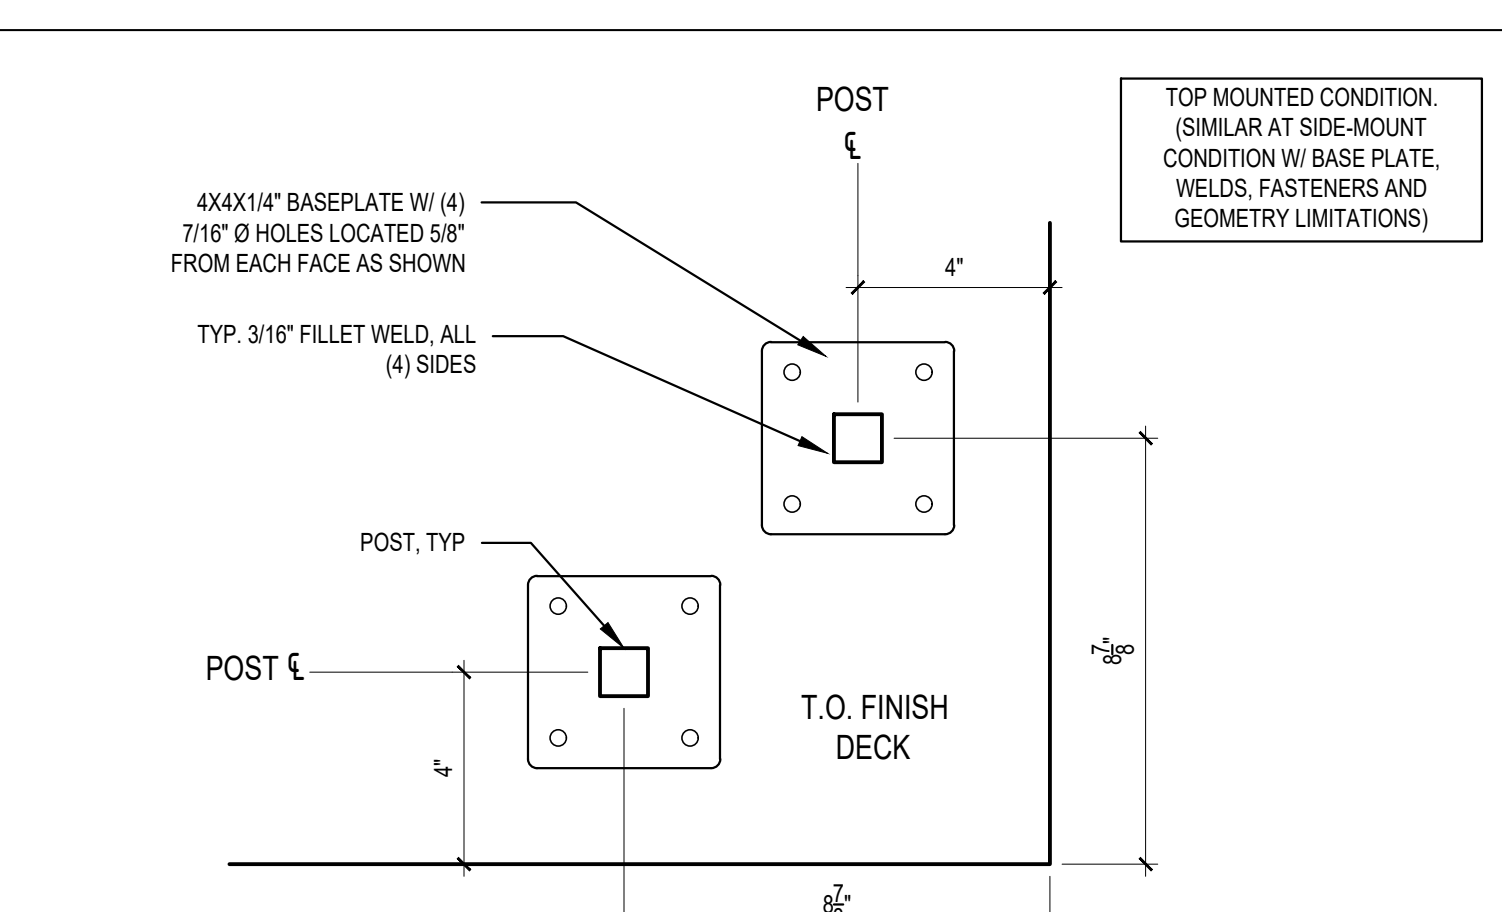 POST
℄
TOP MOUNTED CONDITION.
(SIMILAR AT SIDE-MOUNT
CONDITION W/ BASE PLATE,
WELDS, FASTENERS AND
GEOMETRY LIMITATIONS)
4X4X1/4" BASEPLATE W/ (4)
7/16" Ø HOLES LOCATED 5/8"
FROM EACH FACE AS SHOWN
4"
TYP. 3/16" FILLET WELD, ALL
(4) SIDES
POST, TYP
8 7/8"
POST ℄
T.O. FINISH
DECK
4"
8 7/8"